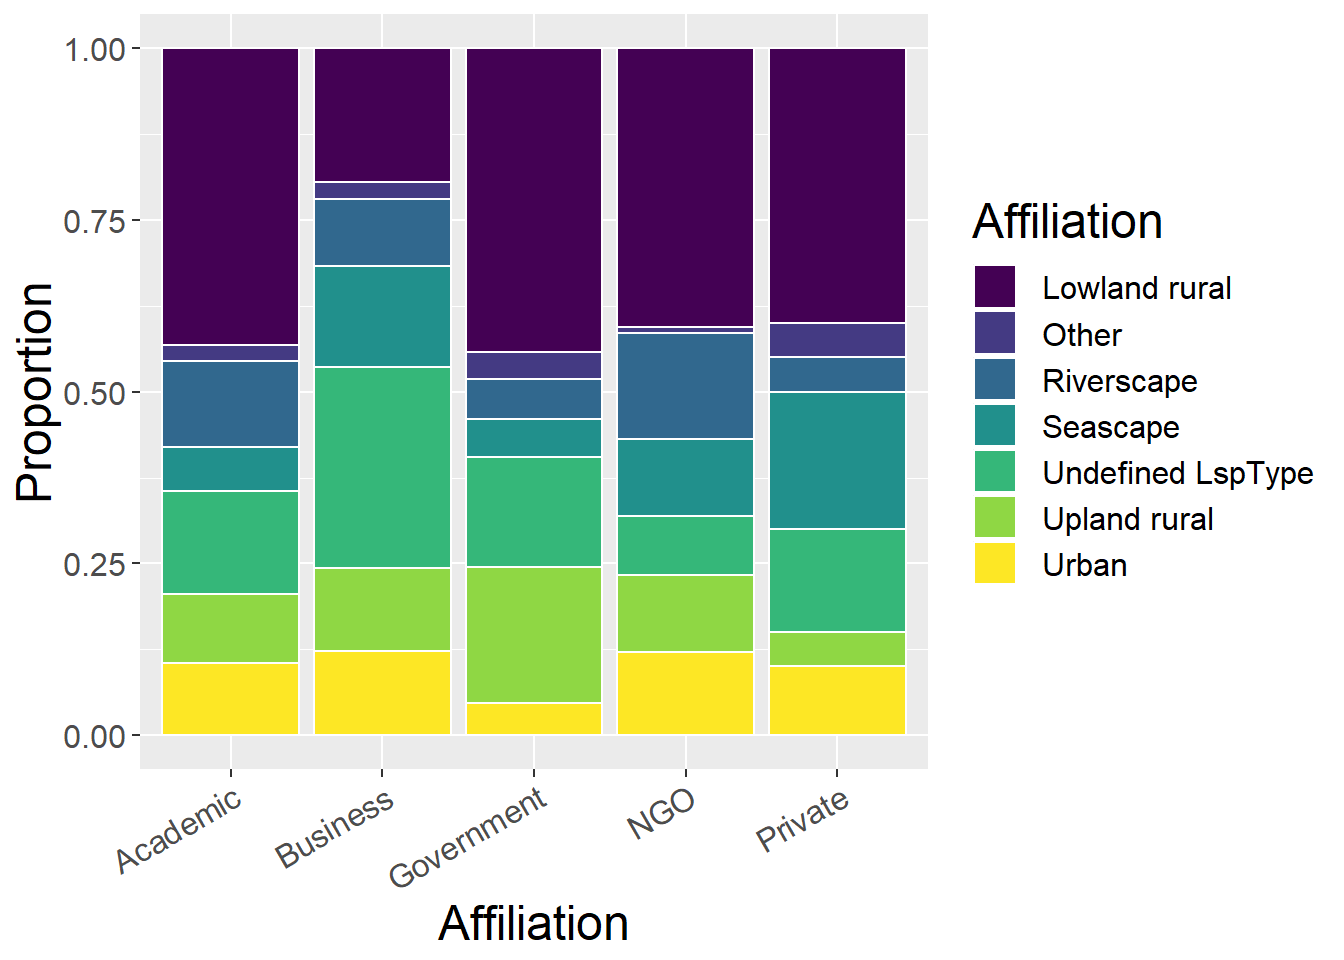 1.00
0.75
0.50
0.25
0.00
Proportion
Academic
Business
Government
NGO
Private
Affiliation
Affiliation
Lowland rural
Other
Riverscape
Seascape
Undefined LspType
Upland rural
Urban